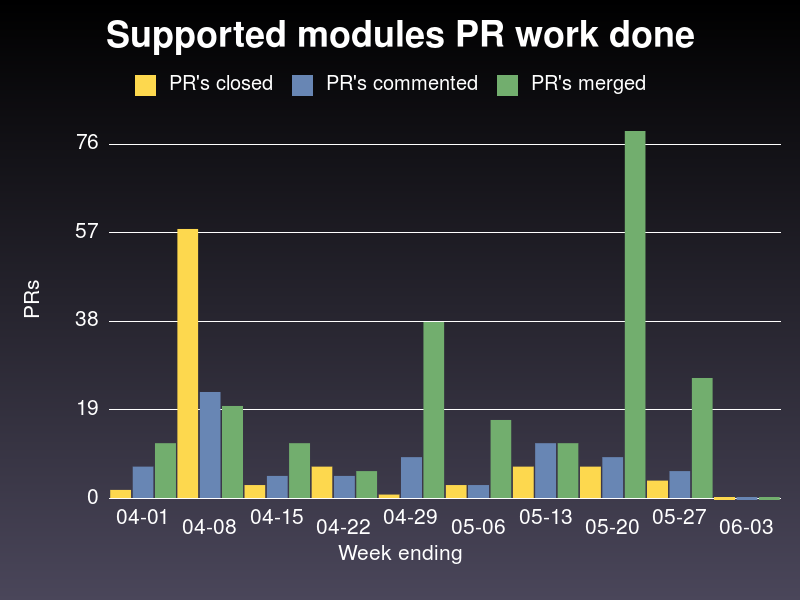 Supported modules PR work done
PR's closed PR's commented PR's merged
76
57
38
19
0
PRs
04-01 04-08 04-15 04-22 04-29 05-06 05-13 05-20 05-27 06-03
Week ending